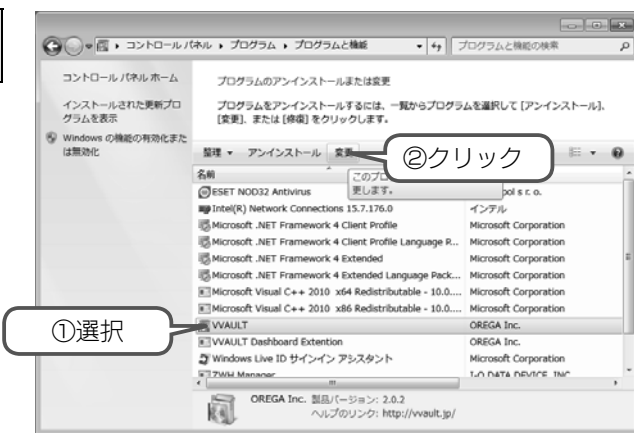 コントロール パネル ▸ プログラム ▸ プログラムと機能
プログラムと機能の検索
コントロール パネル ホーム
インストールされた更新プロ
グラムを表示
Windows の機能の有効化また
は無効化
プログラムのアンインストールまたは変更
プログラムをアンインストールするには、一覧からプログラムを選択して [アンインストール]、
[変更]、または [修復] をクリックします。
整理 アンインストール 変更
②クリック
名前
このプロ
更します。
ESET NOD32 Antivirus pol s r. o.
Intel(R) Network Connections 15.7.176.0 インテル
Microsoft .NET Framework 4 Client Profile Microsoft Corporation
Microsoft .NET Framework 4 Client Profile Language P... Microsoft Corporation
Microsoft .NET Framework 4 Extended Microsoft Corporation
Microsoft .NET Framework 4 Extended Language Pack... Microsoft Corporation
Microsoft Visual C++ 2010 x64 Redistributable - 10.0.... Microsoft Corporation
Microsoft Visual C++ 2010 x86 Redistributable - 10.0.... Microsoft Corporation
①選択
VVAULT OREGA Inc.
VVAULT Dashboard Extention OREGA Inc.
Windows Live ID サインイン アシスタント Microsoft Corporation
ZWH Manager I-O DATA DEVICE, INC
OREGA Inc. 製品バージョン: 2.0.2
ヘルプのリンク: http://vvault.jp/